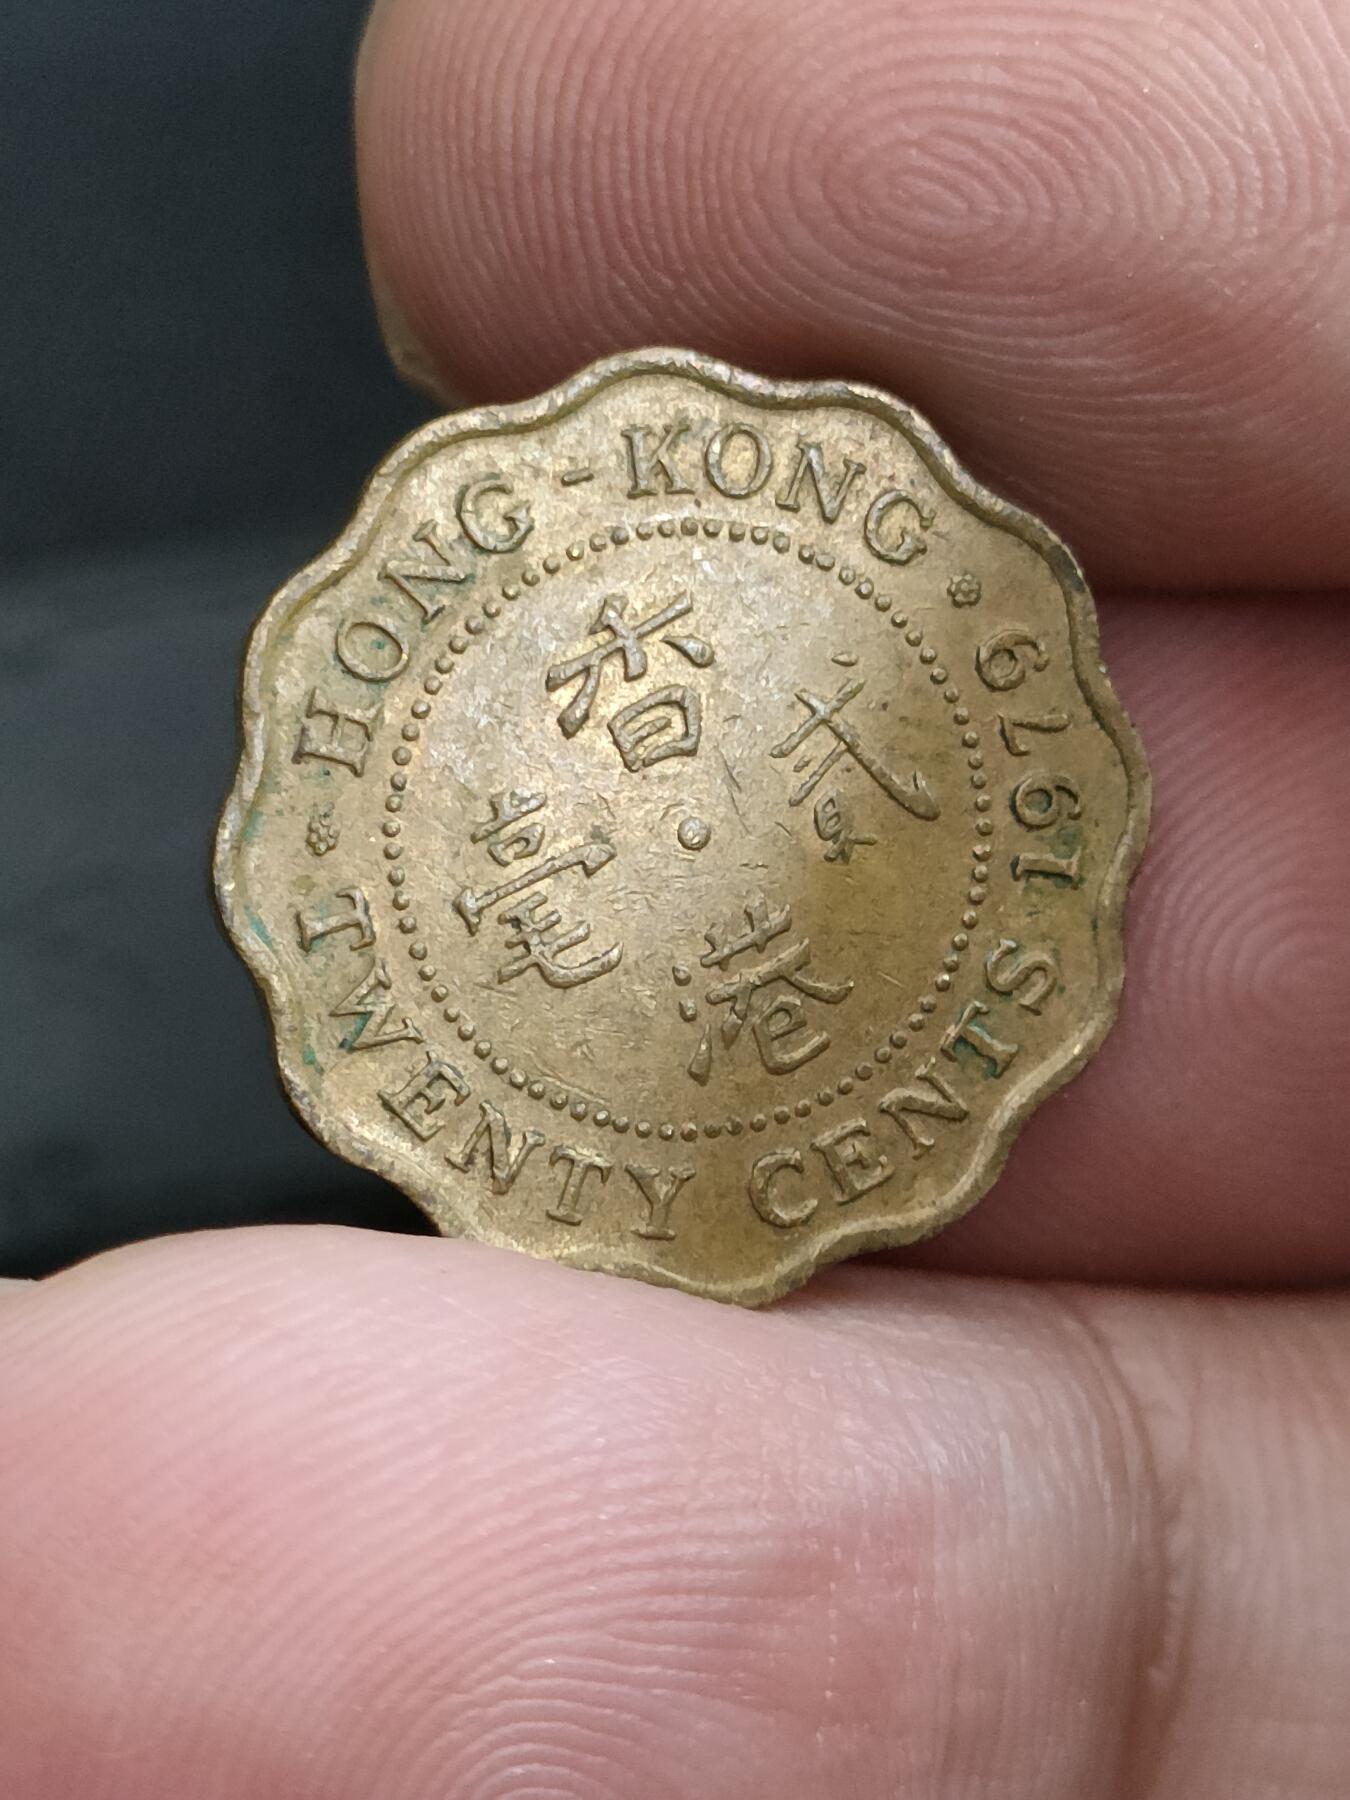 HONG-KONG
1979
TWENTY CENTS
香港
貳毫